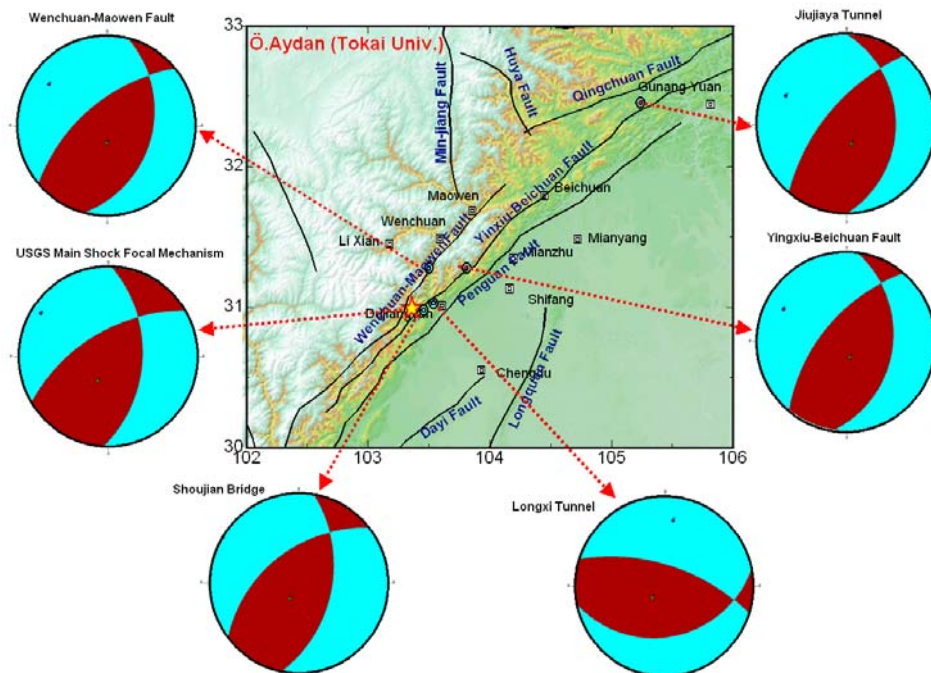 Wenchuan-Maowen Fault
Jiujiaya Tunnel
33
Ö.Aydan (Tokai Univ.)
Min-jiang Fault
Huya Fault
Qingchuan Fault
Gunang Yuan
32
Maowen
Beichuan
Wenchuan
Yinxiu-Beichuan Fault
Li Xian
Mianyang
Mianzhu
USGS Main Shock Focal Mechanism
Yingxiu-Beichuan Fault
Wenchuan-Maowen Fault
Penguan Fault
31
Shifang
Chengdu
Longquan Fault
Dayi Fault
30
102
103
104
105
106
Shoujian Bridge
Longxi Tunnel